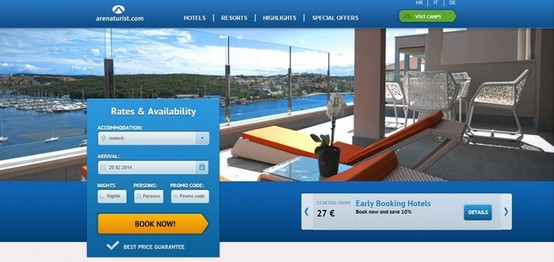 HR | IT | DE
arenaturist.com
HOTELS | RESORTS | HIGHLIGHTS | SPECIAL OFFERS
VISIT CAMPS
Rates & Availability
ACCOMMODATION:
(select)
ARRIVAL:
20.02.2014
NIGHTS PERSONS: PROMO CODE:
Nights Persons Promo code
BOOK NOW!
BEST PRICE GUARANTEE
STARTING FROM
27 €
Early Booking Hotels
Book now and save 10%
DETAILS